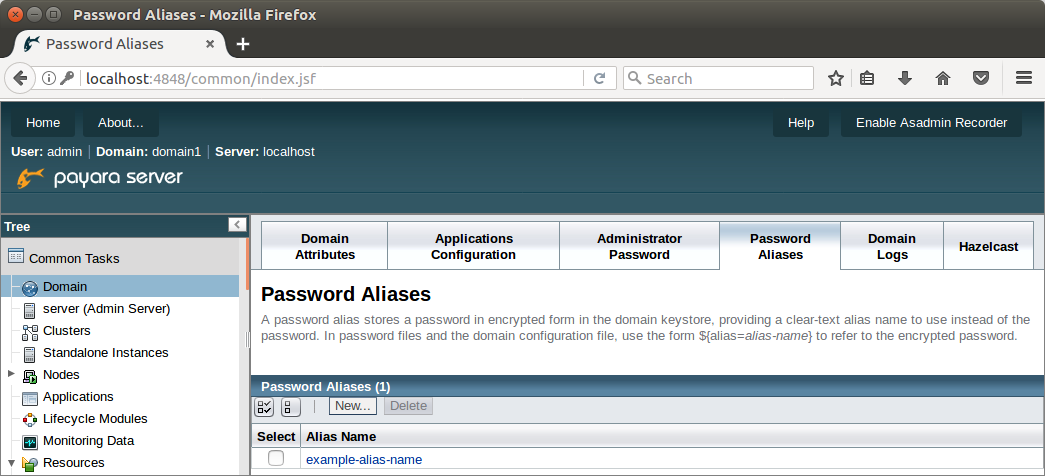 Password Aliases - Mozilla Firefox
Password Aliases
localhost:4848/common/index.jsf
Search
Home
About...
Help
Enable Asadmin Recorder
User: admin | Domain: domain1 | Server: localhost
payara server
Tree
Common Tasks
Domain
server (Admin Server)
Clusters
Standalone Instances
Nodes
Applications
Lifecycle Modules
Monitoring Data
Resources
Domain
Attributes
Applications
Configuration
Administrator
Password
Password
Aliases
Domain
Logs
Hazelcast
Password Aliases
A password alias stores a password in encrypted form in the domain keystore, providing a clear-text alias name to use instead of the
password. In password files and the domain configuration file, use the form ${alias=alias-name} to refer to the encrypted password.
Password Aliases (1)
New...
Delete
Select
Alias Name
example-alias-name